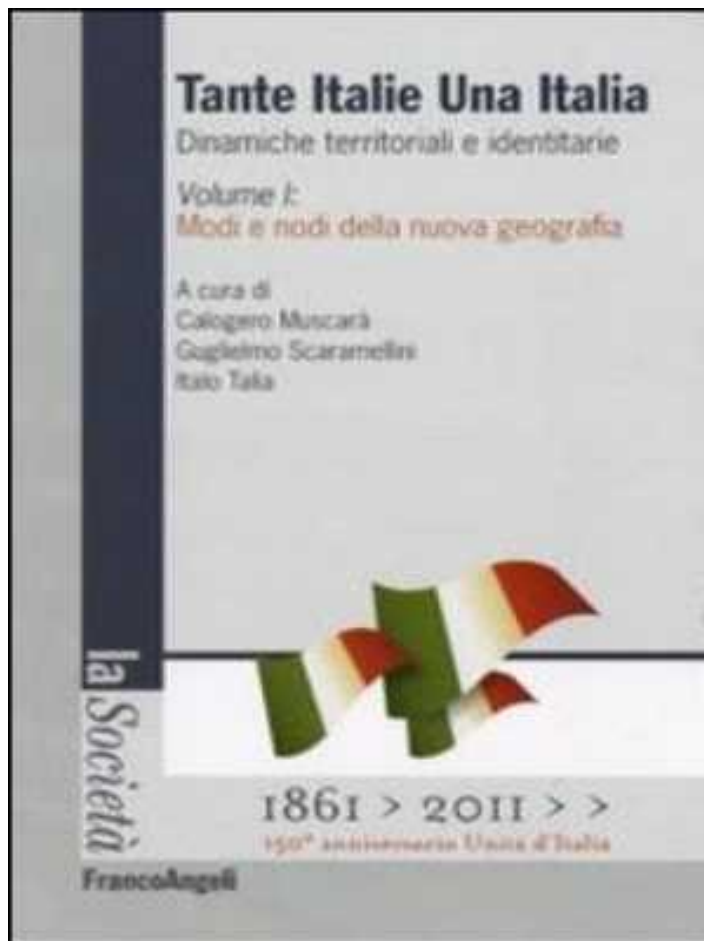 Tante Italie Una Italia
Dinamiche territoriali e identitarie
Volume I:
Modi e nodi della nuova geografia
A cura di
Calogero Muscarà
Guglielmo Scaramellini
Italo Talia
la Società
1861 > 2011 > >
150° anniversario Unità d'Italia
FrancoAngeli